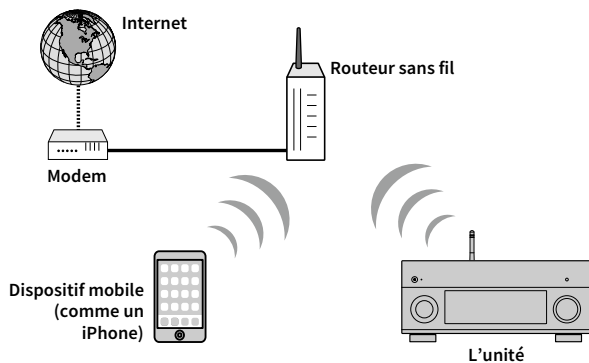 Internet
Routeur sans fil
Modem
Dispositif mobile
(comme un
iPhone)
L'unité